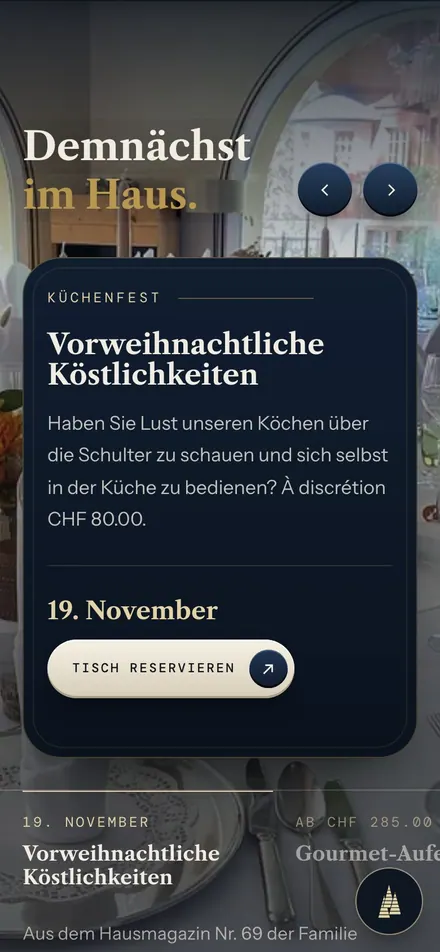 Demnächst
im Haus.
KÜCHENFEST
Vorweihnachtliche
Köstlichkeiten
Haben Sie Lust unseren Köchen über
die Schulter zu schauen und sich selbst
in der Küche zu bedienen? À discrétion
CHF 80.00.
19. November
TISCH RESERVIEREN
19. NOVEMBER
Vorweihnachtliche
Köstlichkeiten
AB CHF 285.00
Gourmet-Aufe
Aus dem Hausmagazin Nr. 69 der Familie